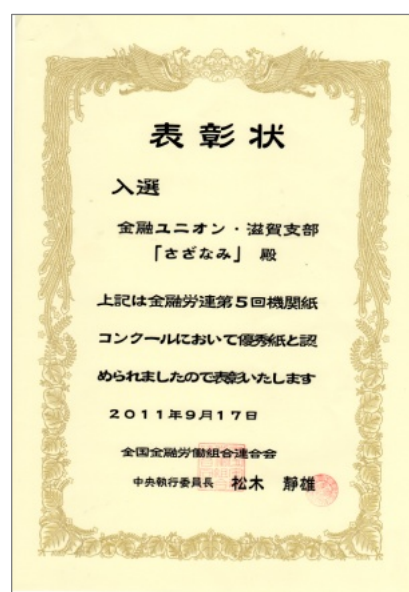 表彰状
入選
金融ユニオン・滋賀支部
「さざなみ」 殿
上記は金融労連第5回機関紙
コンクールにおいて優秀紙と認
められましたので表彰いたします
2011年9月17日
全国金融労働組合連合会
中央執行委員長 松木 静雄